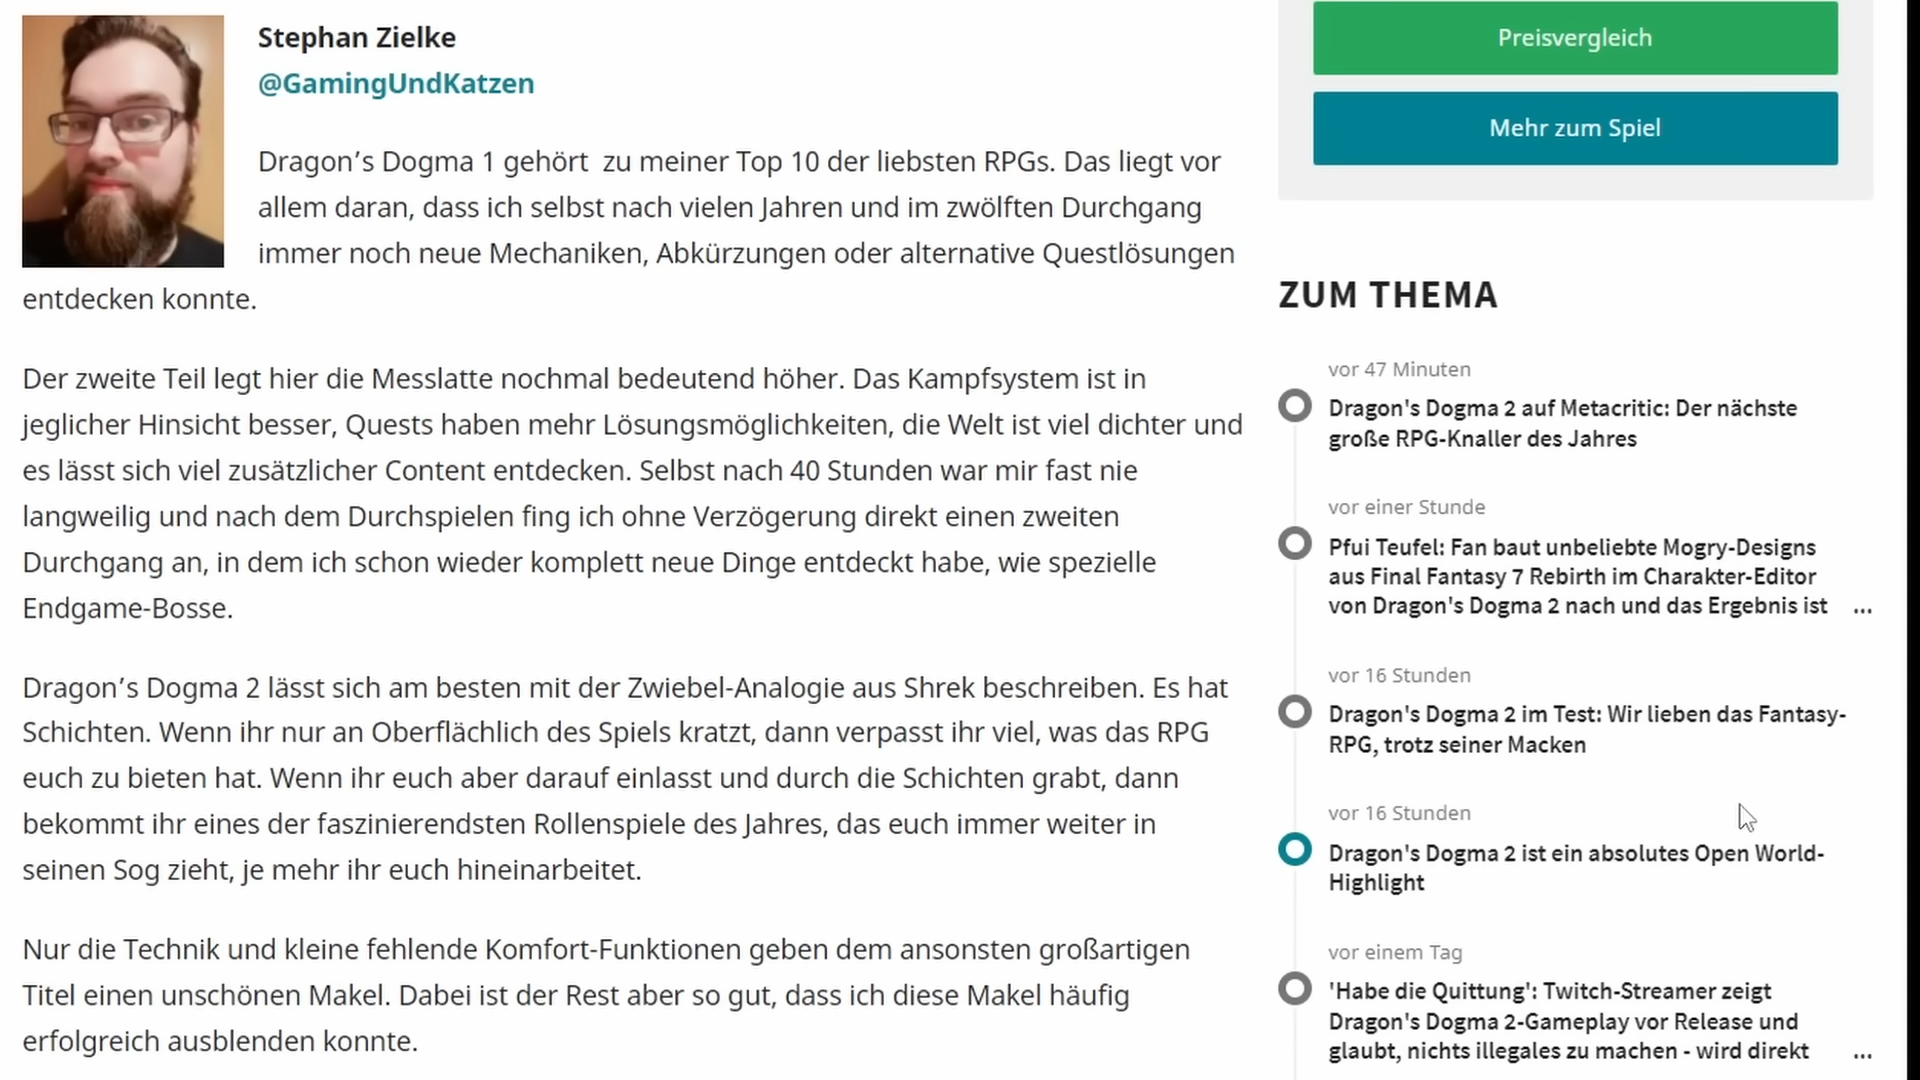 Stephan Zielke
@GamingUndKatzen
Dragon’s Dogma 1 gehört  zu meiner Top 10 der liebsten RPGs. Das liegt vor
allem daran, dass ich selbst nach vielen Jahren und im zwölften Durchgang
immer noch neue Mechaniken, Abkürzungen oder alternative Questlösungen
entdecken konnte.
Der zweite Teil legt hier die Messlatte nochmal bedeutend höher. Das Kampfsystem ist in
jeglicher Hinsicht besser, Quests haben mehr Lösungsmöglichkeiten, die Welt ist viel dichter und
es lässt sich viel zusätzlicher Content entdecken. Selbst nach 40 Stunden war mir fast nie
langweilig und nach dem Durchspielen fing ich ohne Verzögerung direkt einen zweiten
Durchgang an, in dem ich schon wieder komplett neue Dinge entdeckt habe, wie spezielle
Endgame-Bosse.
Dragon’s Dogma 2 lässt sich am besten mit der Zwiebel-Analogie aus Shrek beschreiben. Es hat
Schichten. Wenn ihr nur an Oberflächlich des Spiels kratzt, dann verpasst ihr viel, was das RPG
euch zu bieten hat. Wenn ihr euch aber darauf einlasst und durch die Schichten grabt, dann
bekommt ihr eines der faszinierendsten Rollenspiele des Jahres, das euch immer weiter in
seinen Sog zieht, je mehr ihr euch hineinarbeitet.
Nur die Technik und kleine fehlende Komfort-Funktionen geben dem ansonsten großartigen
Titel einen unschönen Makel. Dabei ist der Rest aber so gut, dass ich diese Makel häufig
erfolgreich ausblenden konnte.
Preisvergleich
Mehr zum Spiel
ZUM THEMA
vor 47 Minuten
Dragon's Dogma 2 auf Metacritic: Der nächste
große RPG-Knaller des Jahres
vor einer Stunde
Pfui Teufel: Fan baut unbeliebte Mogry-Designs
aus Final Fantasy 7 Rebirth im Charakter-Editor
von Dragon's Dogma 2 nach und das Ergebnis ist ...
vor 16 Stunden
Dragon's Dogma 2 im Test: Wir lieben das Fantasy-
RPG, trotz seiner Macken
vor 16 Stunden
Dragon's Dogma 2 ist ein absolutes Open World-
Highlight
vor einem Tag
'Habe die Quittung': Twitch-Streamer zeigt
Dragon's Dogma 2-Gameplay vor Release und
glaubt, nichts illegales zu machen - wird direkt ...